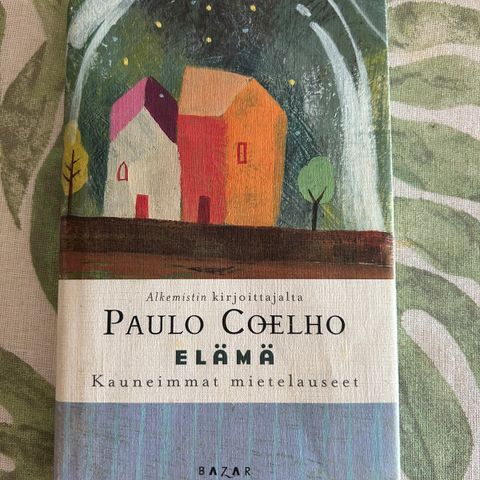 Alkemistin kirjoittajalta
PAULO COELHO
ELÄMÄ
Kauneimmat mietelauseet
BAZAR